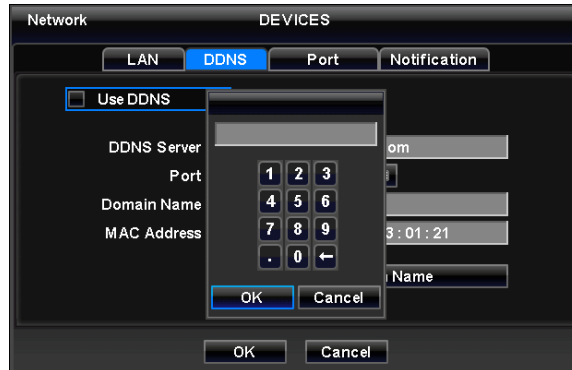 Network DEVICES
LAN DDNS Port Notification
Use DDNS
DDNS Server om
Port
1 2 3
Domain Name
4 5 6
MAC Address 3 : 01 : 21
7 8 9
. 0 ←
Name
OK Cancel
OK Cancel